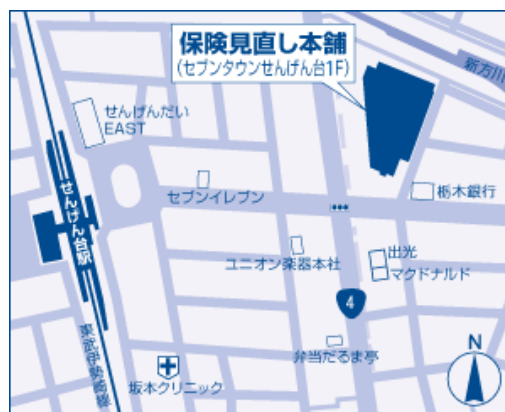 保険見直し本舗
(セブンタウンせんげん台1F)
新方川
せんげんだい
EAST
せんげん台駅
セブンイレブン
栃木銀行
ユニオン楽器本社
出光
マクドナルド
4
弁当だるま亭
東武伊勢崎線
坂本クリニック
N